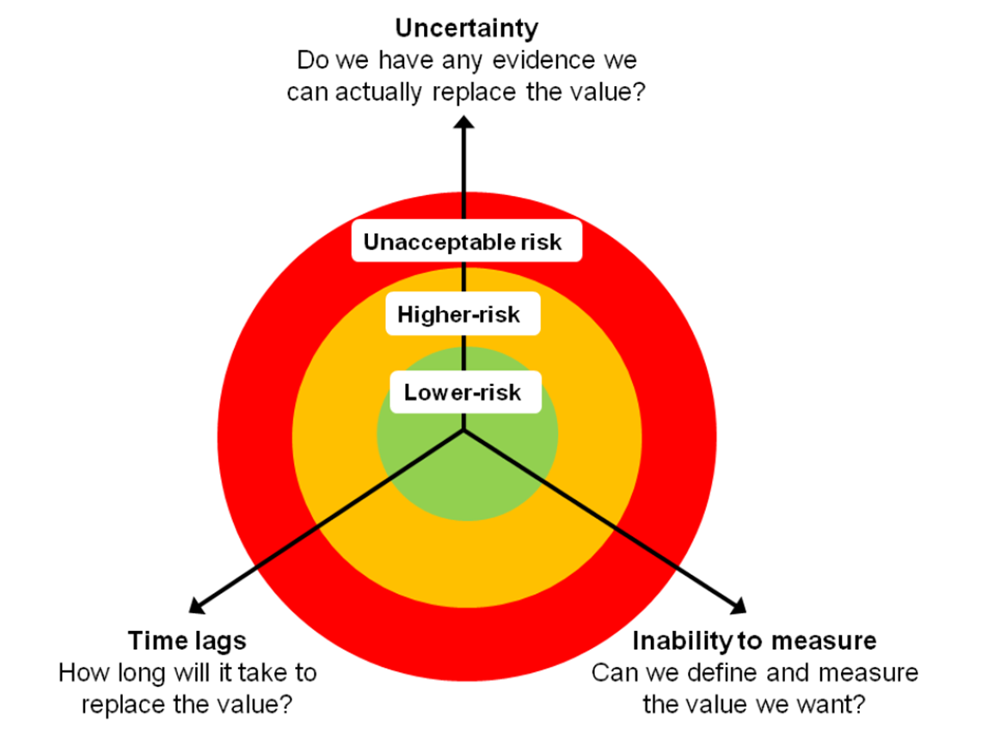 Uncertainty
Do we have any evidence we
can actually replace the value?
Unacceptable risk
Higher-risk
Lower-risk
Time lags
How long will it take to
replace the value?
Inability to measure
Can we define and measure
the value we want?